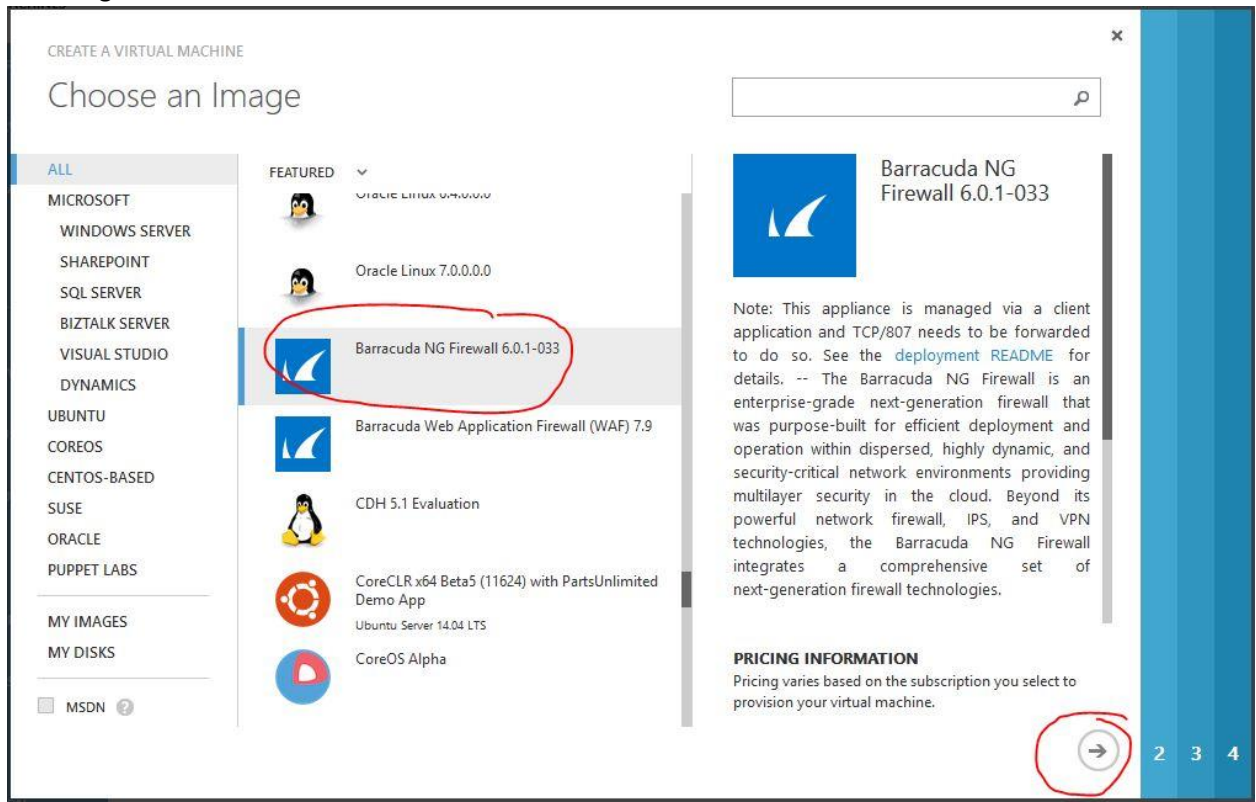 CREATE A VIRTUAL MACHINE
Choose an Image
ALL
MICROSOFT
WINDOWS SERVER
SHAREPOINT
SQL SERVER
BIZTALK SERVER
VISUAL STUDIO
DYNAMICS
UBUNTU
COREOS
CENTOS-BASED
SUSE
ORACLE
PUPPET LABS
MY IMAGES
MY DISKS
MSDN ?
FEATURED
Oracle Linux 6.4.0.0.0
Oracle Linux 7.0.0.0.0
Barracuda NG Firewall 6.0.1-033
Barracuda Web Application Firewall (WAF) 7.9
CDH 5.1 Evaluation
CoreCLR x64 Beta5 (11624) with PartsUnlimited
Demo App
Ubuntu Server 14.04 LTS
CoreOS Alpha
Barracuda NG
Firewall 6.0.1-033
Note: This appliance is managed via a client
application and TCP/807 needs to be forwarded
to do so. See the deployment README for
details. -- The Barracuda NG Firewall is an
enterprise-grade next-generation firewall that
was purpose-built for efficient deployment and
operation within dispersed, highly dynamic, and
security-critical network environments providing
multilayer security in the cloud. Beyond its
powerful network firewall, IPS, and VPN
technologies, the Barracuda NG Firewall
integrates a comprehensive set of
next-generation firewall technologies.
PRICING INFORMATION
Pricing varies based on the subscription you select to
provision your virtual machine.
2 3 4